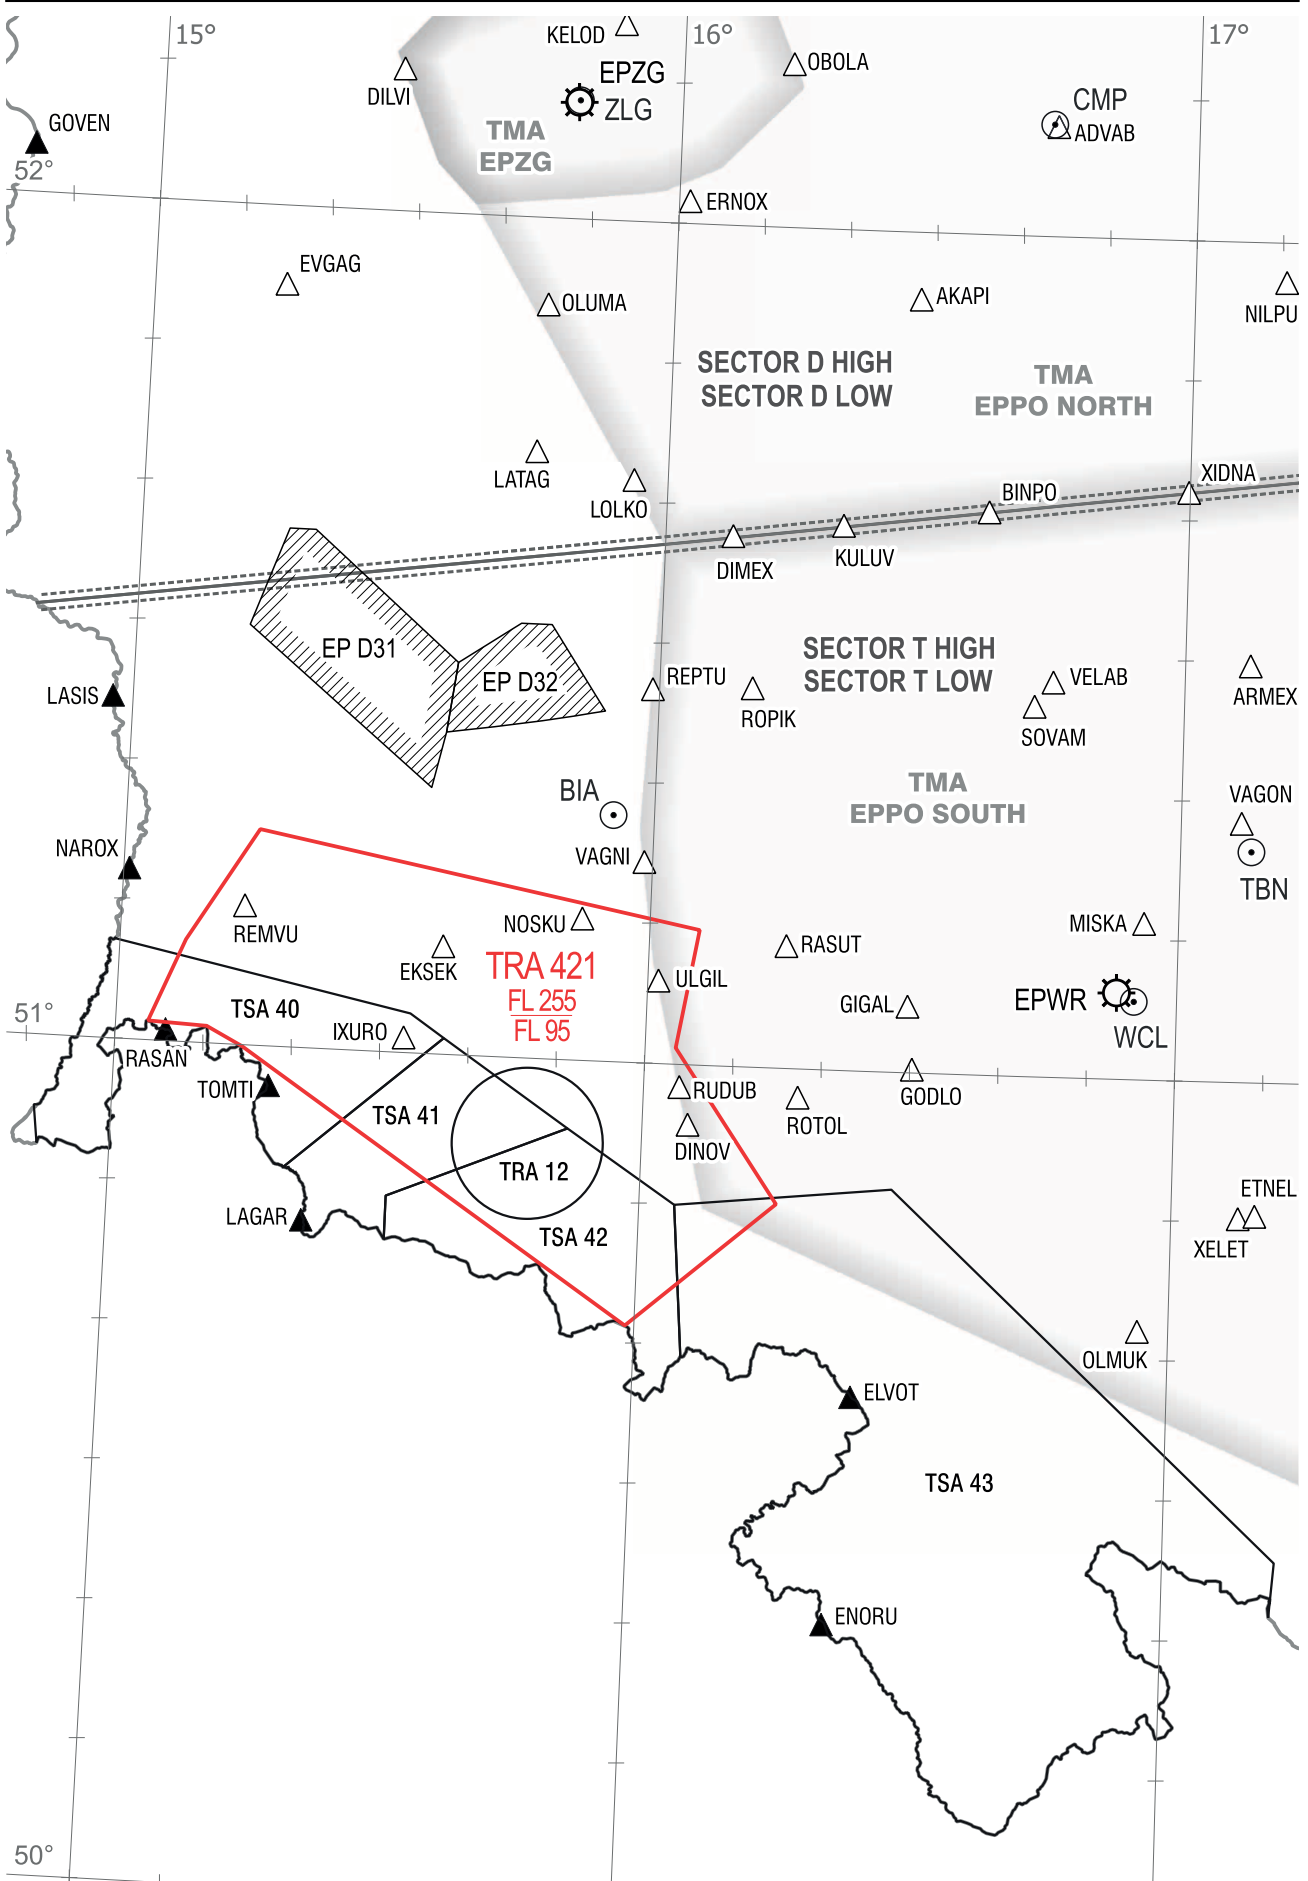 15°
KELOD
16°
17°
OBOLA
EPZG
DILVI
ZLG
CMP
GOVEN
TMA
EPZG
ADVAB
52°
ERNOX
EVGAG
OLUMA
AKAPI
NILPU
SECTOR D HIGH
SECTOR D LOW
TMA
EPPO NORTH
LATAG
XIDNA
BINPO
LOLKO
KULUV
DIMEX
EP D31
SECTOR T HIGH
SECTOR T LOW
EP D32
REPTU
VELAB
LASIS
ARMEX
ROPIK
SOVAM
TMA
EPPO SOUTH
BIA
VAGON
NAROX
VAGNI
TBN
NOSKU
MISKA
REMVU
RASUT
EKSEK
TRA 421
FL 255
FL 95
ULGIL
EPWR
GIGAL
51°
TSA 40
IXURO
WCL
RASAN
TOMTI
RUDUB
GODLO
TSA 41
ROTOL
DINOV
TRA 12
ETNEL
LAGAR
TSA 42
XELET
OLMUK
ELVOT
TSA 43
ENORU
50°